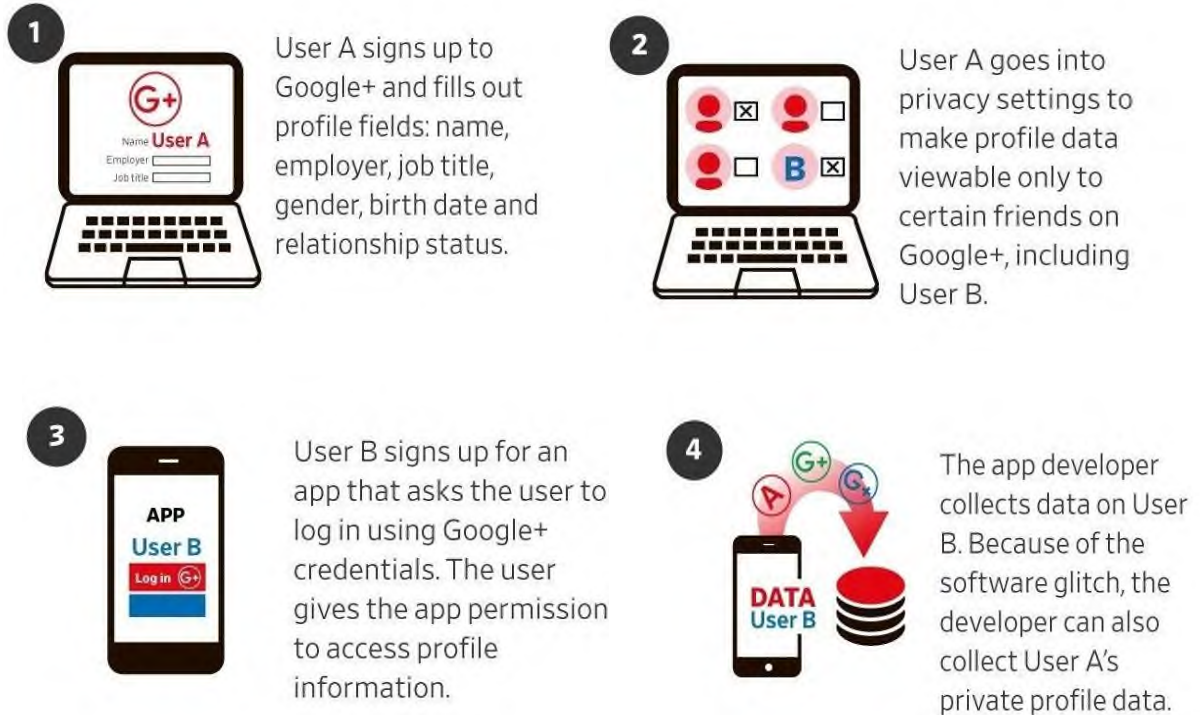 1
G+
Name User A
Employer
Job title
User A signs up to
Google+ and fills out
profile fields: name,
employer, job title,
gender, birth date and
relationship status.
2
B
User A goes into
privacy settings to
make profile data
viewable only to
certain friends on
Google+, including
User B.
3
APP
User B
Log in G+
User B signs up for an
app that asks the user to
log in using Google+
credentials. The user
gives the app permission
to access profile
information.
4
A G+ G+
DATA
User B
The app developer
collects data on User
B. Because of the
software glitch, the
developer can also
collect User A's
private profile data.